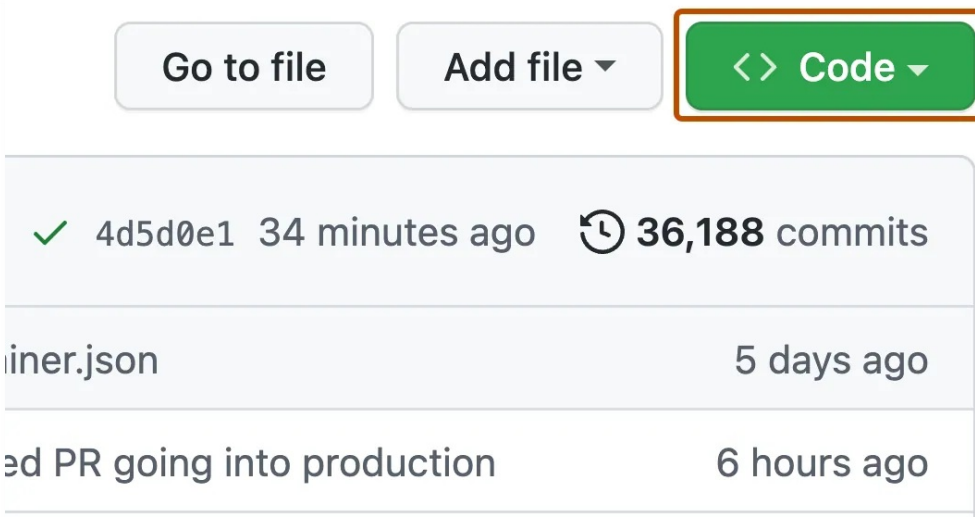 Go to file Add file <> Code
4d5d0e1 34 minutes ago 36,188 commits
iner.json 5 days ago
ed PR going into production 6 hours ago